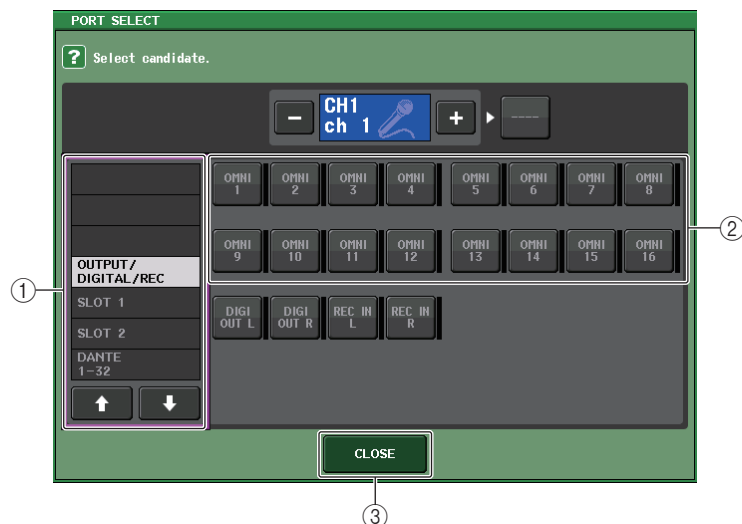 PORT SELECT
? Select candidate.
−
CH1
ch 1
+
----
OMNI
1
OMNI
2
OMNI
3
OMNI
4
OMNI
5
OMNI
6
OMNI
7
OMNI
8
OMNI
9
OMNI
10
OMNI
11
OMNI
12
OMNI
13
OMNI
14
OMNI
15
OMNI
16
②
①
OUTPUT/
DIGITAL/REC
SLOT 1
SLOT 2
DANTE
1-32
DIGI
OUT L
DIGI
OUT R
REC IN
L
REC IN
R
CLOSE
③